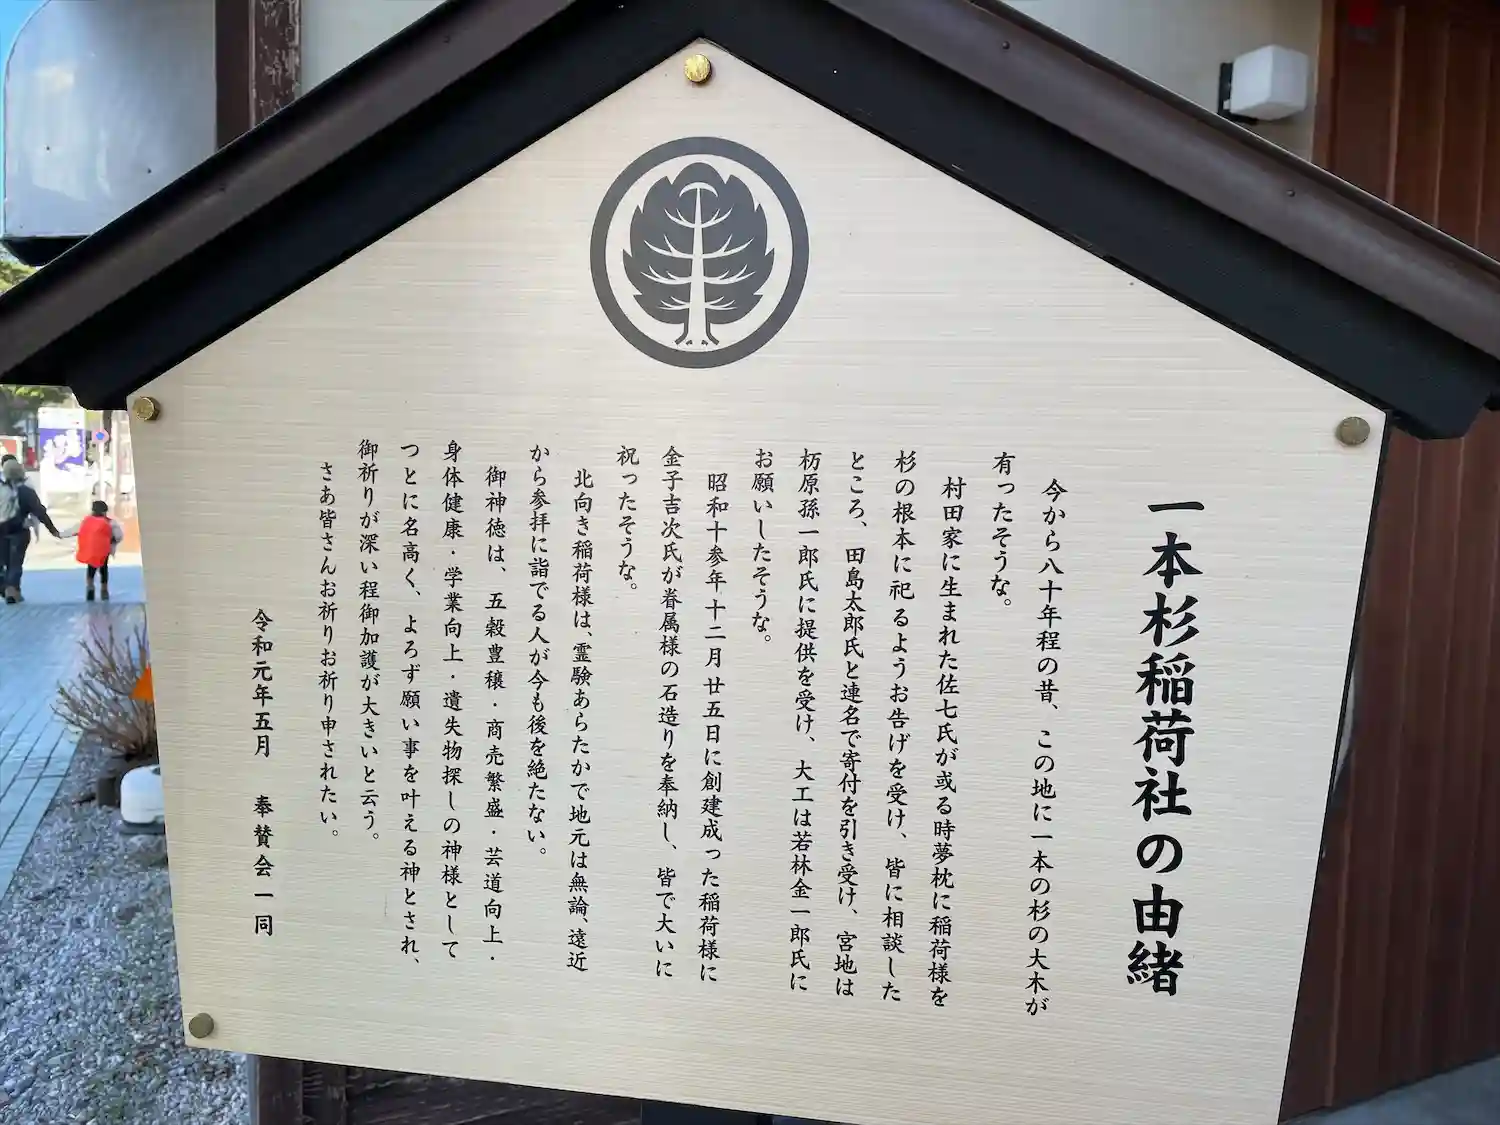 一本杉稲荷社の由緒
今から八十年程の昔、この地に一本の杉の大木が
有ったそうな。
村田家に生まれた佐七氏が或る時夢枕に稲荷様を
杉の根本に祀るようお告げを受け、皆に相談した
ところ、田島太郎氏と連名で寄付を引き受け、宮地は
枥原孫一郎氏に提供を受け、大工は若林金一郎氏に
お願いしたそうな。
昭和十参年十二月廿五日に創建成った稲荷様に
金子吉次氏が眷属様の石造りを奉納し、皆で大いに
祝ったそうな。
北向き稲荷様は、霊験あらたかで地元は無論、遠近
から参拝に詣でる人が今も後を絶たない。
御神徳は、五穀豊穣・商売繁盛・芸道向上・
身体健康・学業向上・遺失物探しの神様として
つとに名高く、よろず願い事を叶える神とされ、
御祈りが深い程御加護が大きいと云う。
さあ皆さんお祈りお祈り申されたい。
令和元年五月 奉賛会一同